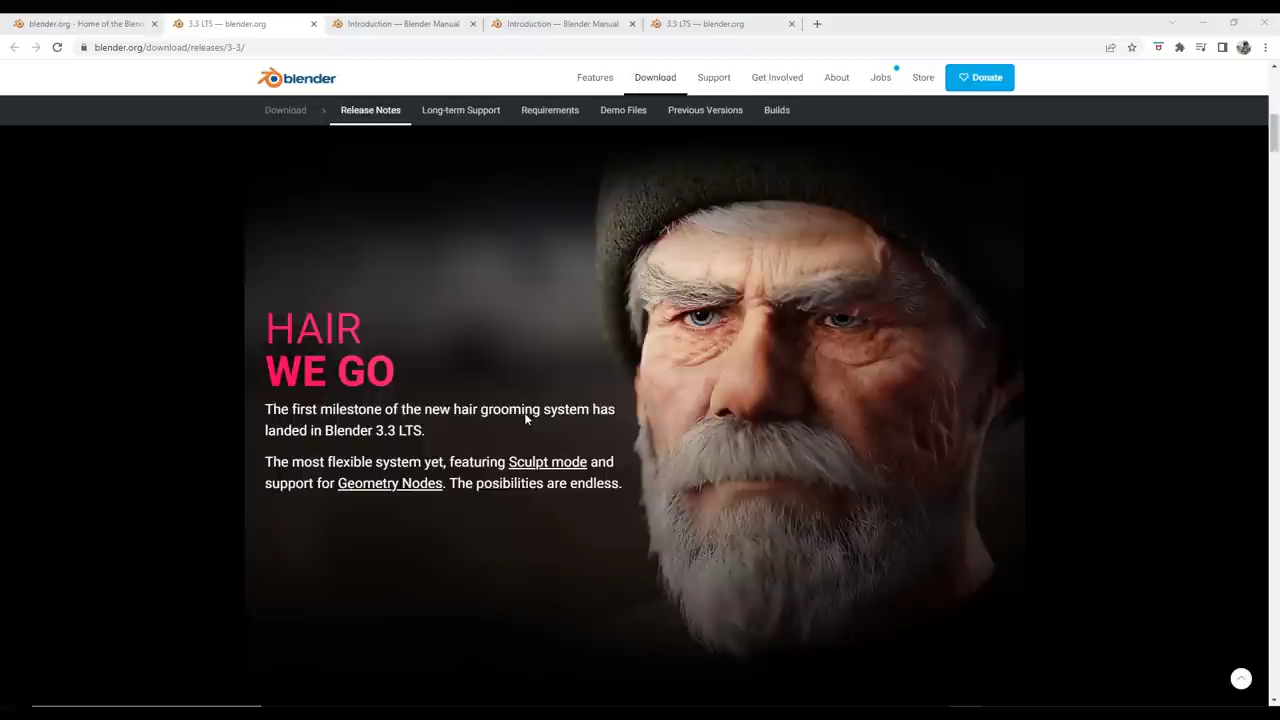 blender.org - Home of the Blen
3.3 LTS — blender.org
Introduction — Blender Manual
Introduction — Blender Manual
3.3 LTS — blender.org
blender.org/download/releases/3-3/
blender
Features
Download
Support
Get Involved
About
Jobs
Store
Donate
Download
Release Notes
Long-term Support
Requirements
Demo Files
Previous Versions
Builds
HAIR
WE GO
The first milestone of the new hair grooming system has
landed in Blender 3.3 LTS.
The most flexible system yet, featuring Sculpt mode and
support for Geometry Nodes. The posibilities are endless.